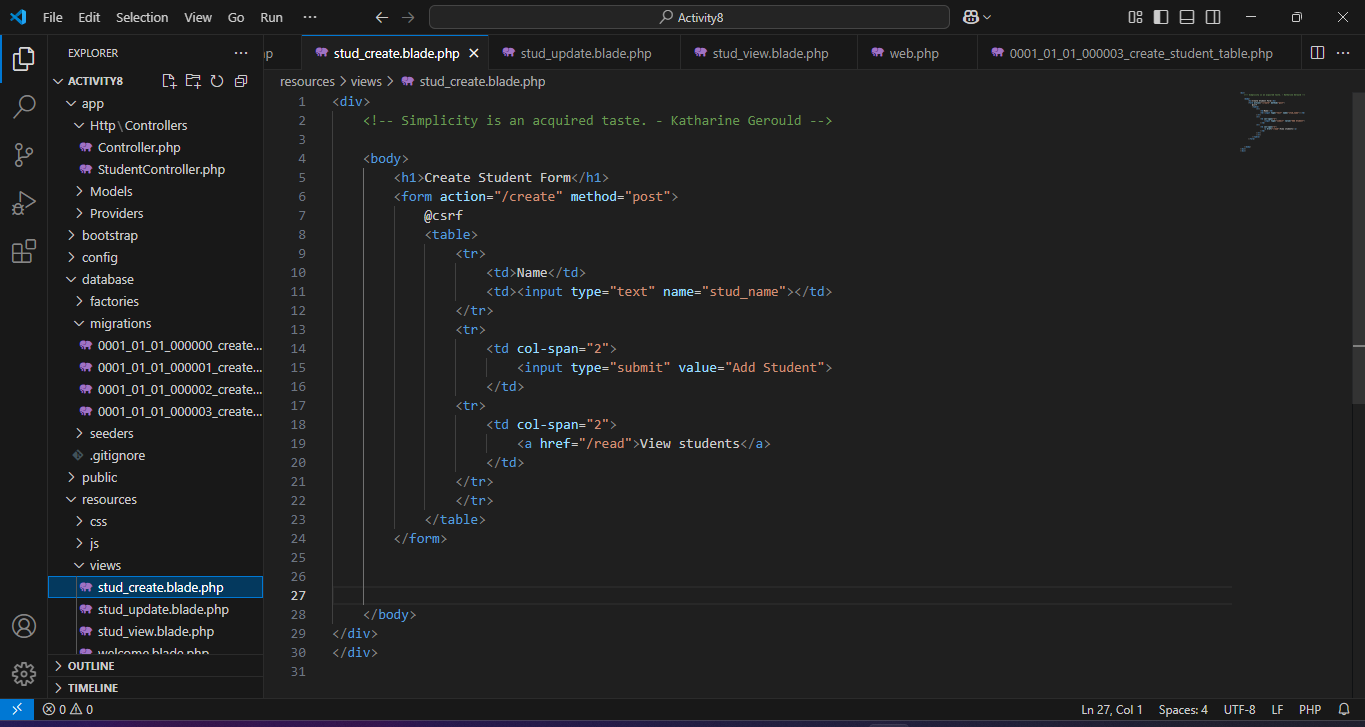 File Edit Selection View Go Run ··· Activity8
EXPLORER ···
ACTIVITY8
app
Http\Controllers
Controller.php
StudentController.php
Models
Providers
bootstrap
config
database
factories
migrations
0001_01_01_000000_create...
0001_01_01_000001_create...
0001_01_01_000002_create...
0001_01_01_000003_create...
seeders
.gitignore
public
resources
css
js
views
stud_create.blade.php
stud_update.blade.php
stud_view.blade.php
welcome.blade.php
OUTLINE
TIMELINE
hp stud_create.blade.php stud_update.blade.php stud_view.blade.php web.php 0001_01_01_000003_create_student_table.php ···
resources > views > stud_create.blade.php
1 <div>
2 <!-- Simplicity is an acquired taste. - Katharine Gerould -->
3
4 <body>
5 <h1>Create Student Form</h1>
6 <form action="/create" method="post">
7 @csrf
8 <table>
9 <tr>
10 <td>Name</td>
11 <td><input type="text" name="stud_name"></td>
12 </tr>
13 <tr>
14 <td col-span="2">
15 <input type="submit" value="Add Student">
16 </td>
17 <tr>
18 <td col-span="2">
19 <a href="/read">View students</a>
20 </td>
21 </tr>
22 </tr>
23 </table>
24 </form>
25
26
27
28 </body>
29 </div>
30 </div>
31
0 0 Ln 27, Col 1 Spaces: 4 UTF-8 LF PHP